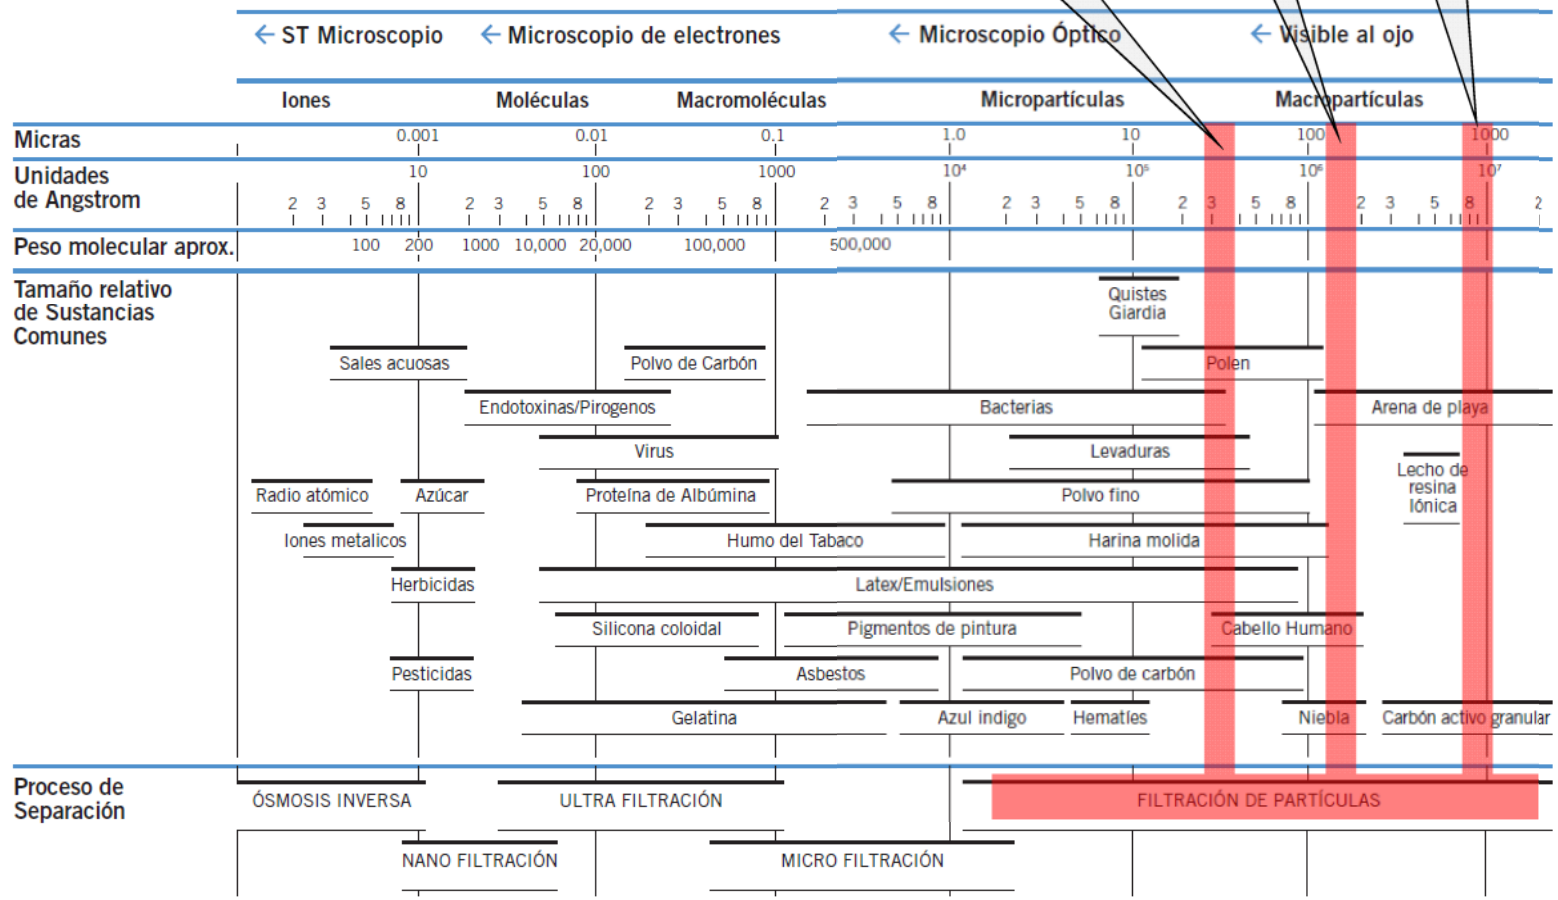 ← ST Microscopio ← Microscopio de electrones ← Microscopio Óptico ← Visible al ojo
Iones Moléculas Macromoléculas Micropartículas Macropartículas
Micras 0.001 0.01 0.1 1.0 10 100 1000
Unidades 10 100 1000 10⁴ 10⁵ 10⁶ 10⁷
de Angstrom 2 3 5 8 2 3 5 8 2 3 5 8 2 3 5 8 2 3 5 8 2 3 5 8 2 3 5 8 2
Peso molecular aprox. 100 200 1000 10,000 20,000 100,000 500,000
Tamaño relativo
de Sustancias
Comunes
Quistes
Giardia
Sales acuosas Polvo de Carbón Polen
Endotoxinas/Pirogenos Bacterias Arena de playa
Virus Levaduras
Lecho de
resina
Iónica
Radio atómico Azúcar Proteína de Albúmina Polvo fino
Iones metalicos Humo del Tabaco Harina molida
Herbicidas Latex/Emulsiones
Silicona coloidal Pigmentos de pintura Cabello Humano
Pesticidas Asbestos Polvo de carbón
Gelatina Azul indigo Hematíes Niebla Carbón activo granular
Proceso de
Separación
ÓSMOSIS INVERSA ULTRA FILTRACIÓN FILTRACIÓN DE PARTÍCULAS
NANO FILTRACIÓN MICRO FILTRACIÓN